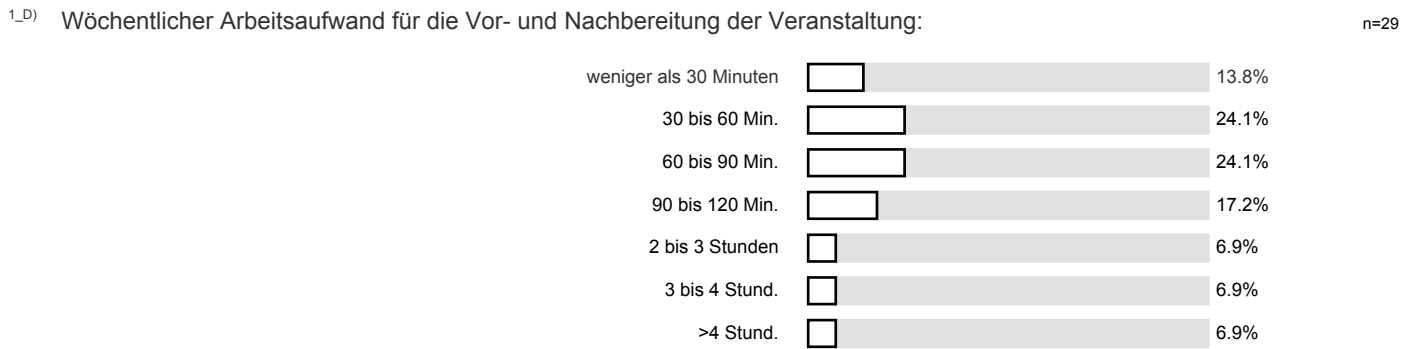 1_D) Wöchentlicher Arbeitsaufwand für die Vor- und Nachbereitung der Veranstaltung: n=29
weniger als 30 Minuten 13.8%
30 bis 60 Min. 24.1%
60 bis 90 Min. 24.1%
90 bis 120 Min. 17.2%
2 bis 3 Stunden 6.9%
3 bis 4 Stund. 6.9%
>4 Stund. 6.9%